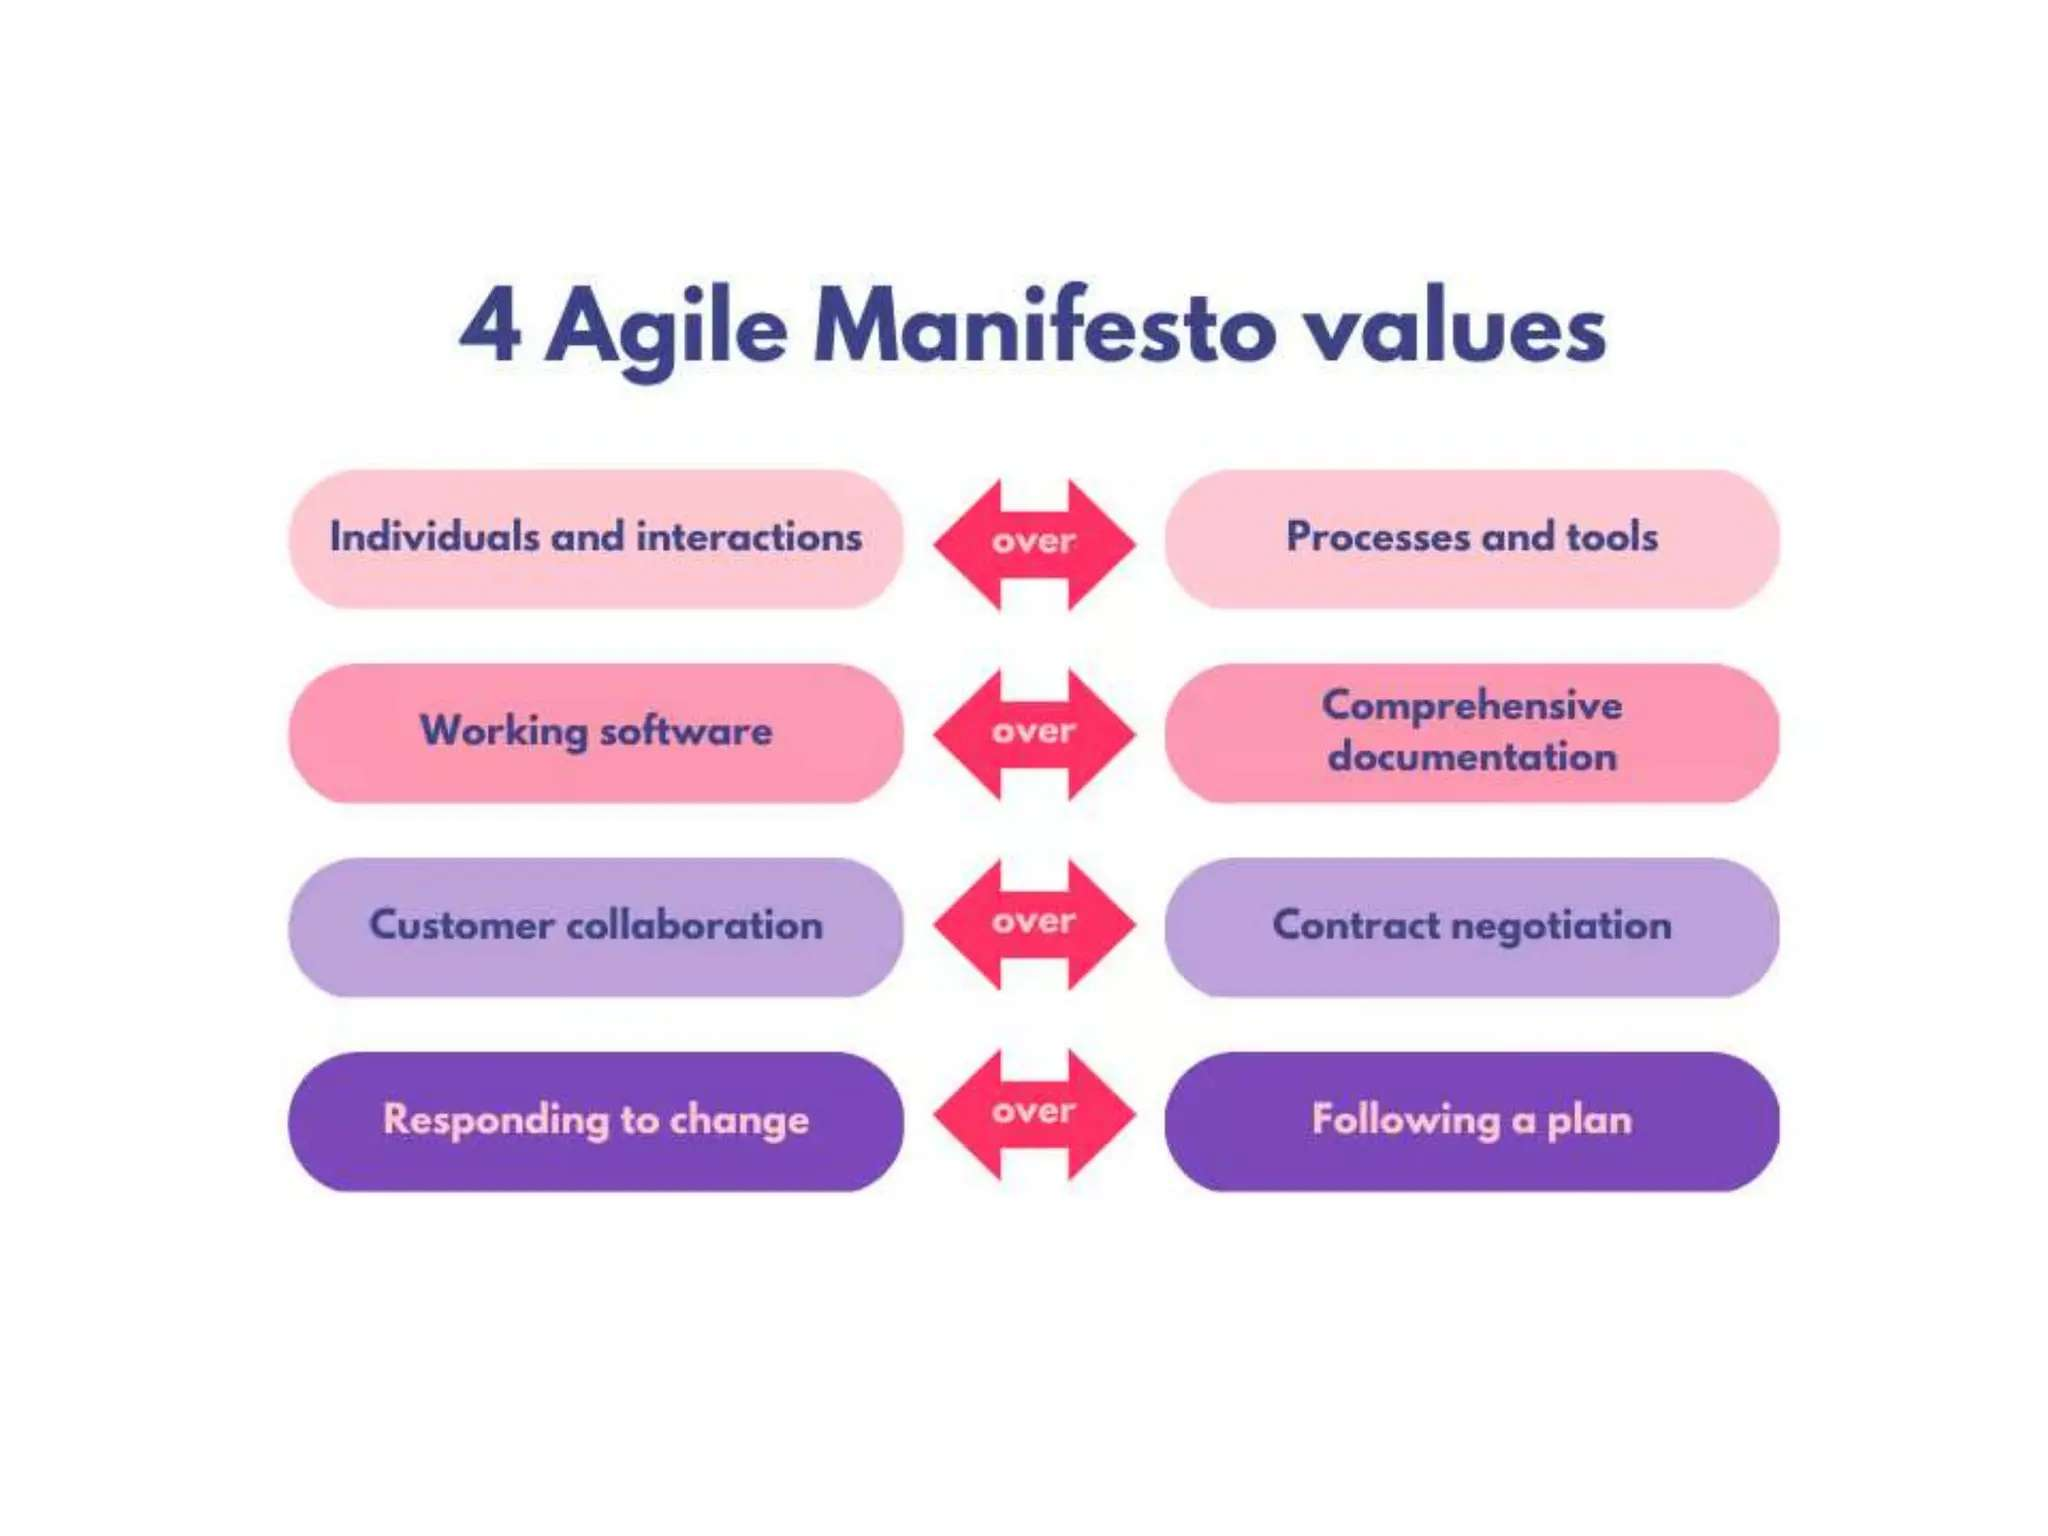 4 Agile Manifesto values
Individuals and interactions
over
Processes and tools
Working software
over
Comprehensive
documentation
Customer collaboration
over
Contract negotiation
Responding to change
over
Following a plan